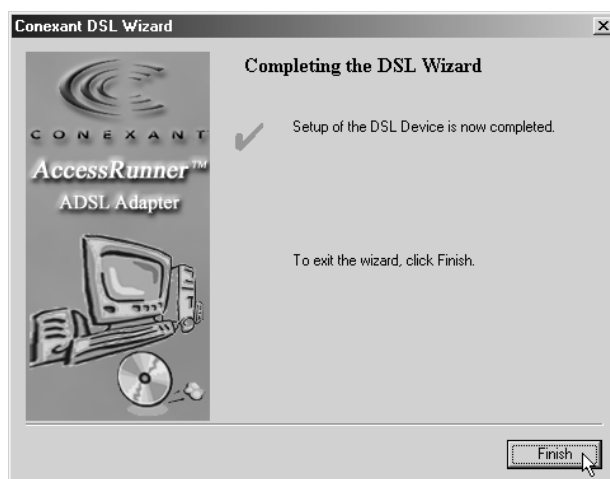 Conexant DSL Wizard
CONEXANT
AccessRunner™
ADSL Adapter
Completing the DSL Wizard
Setup of the DSL Device is now completed.
To exit the wizard, click Finish.
Finish